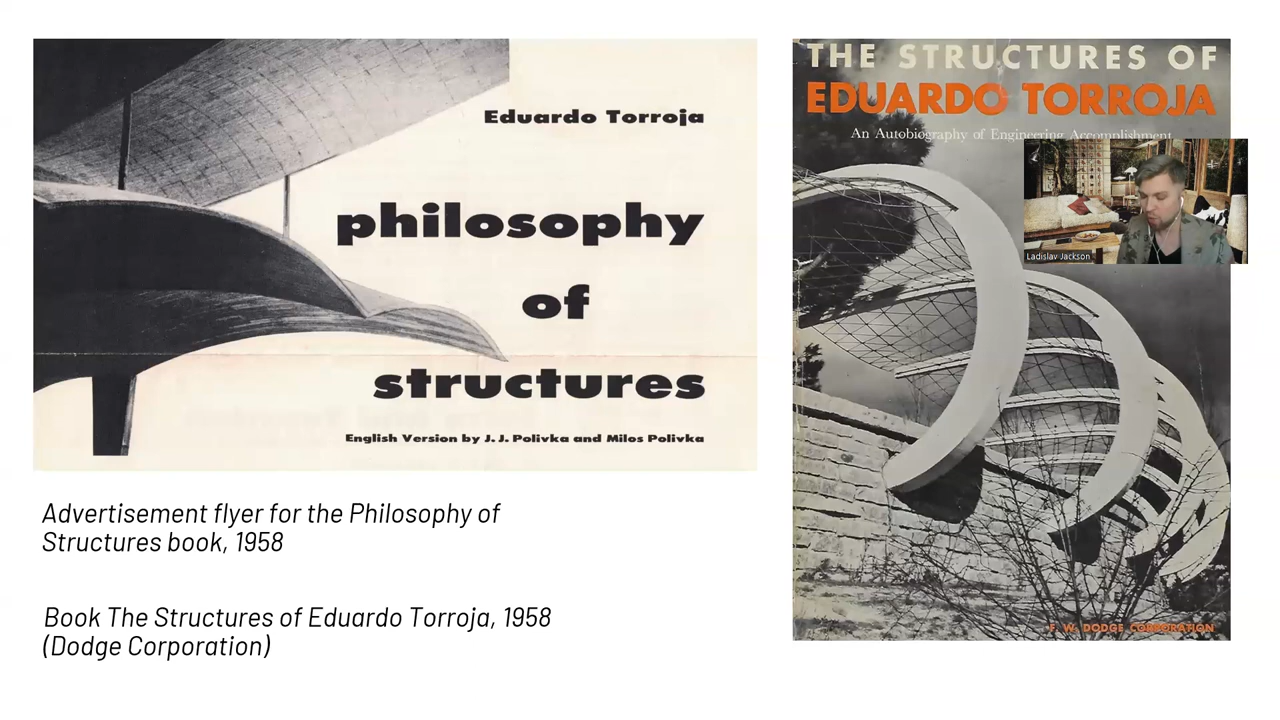 Eduardo Torroja
philosophy
of
structures
English Version by J. J. Polivka and Milos Polivka
THE STRUCTURES OF
EDUARDO TORROJA
An Autobiography of Engineering Accomplishment
Ladislav Jackson
F. W. DODGE CORPORATION
Advertisement flyer for the Philosophy of
Structures book, 1958
Book The Structures of Eduardo Torroja, 1958
(Dodge Corporation)